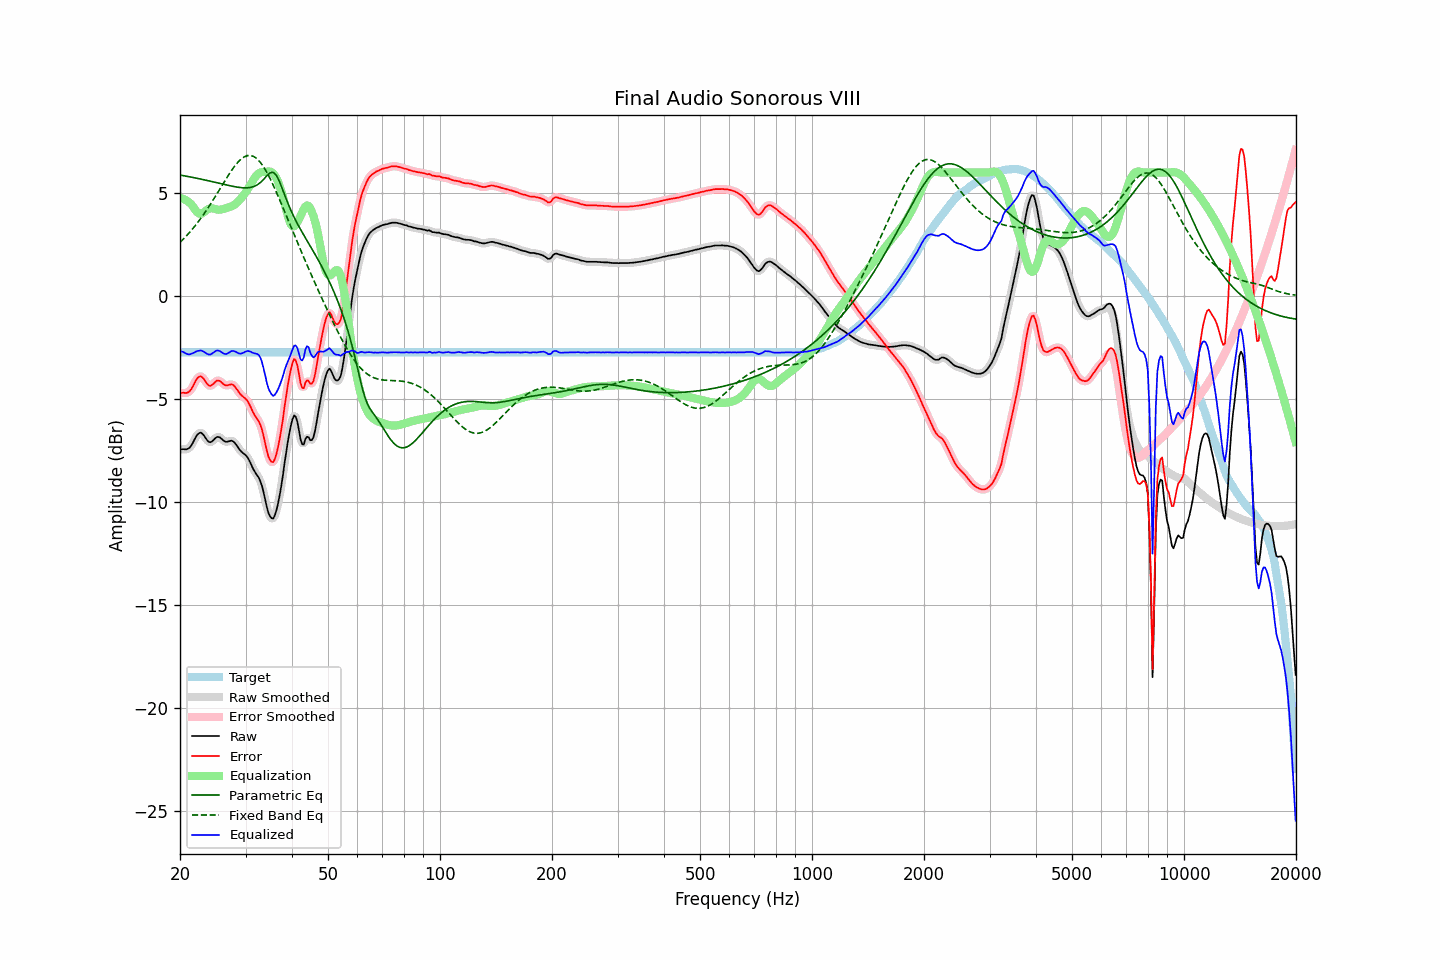 Final Audio Sonorous VIII
Amplitude (dBr)
5
0
−5
−10
−15
−20
−25
Target
Raw Smoothed
Error Smoothed
Raw
Error
Equalization
Parametric Eq
Fixed Band Eq
Equalized
20 50 100 200 500 1000 2000 5000 10000 20000
Frequency (Hz)